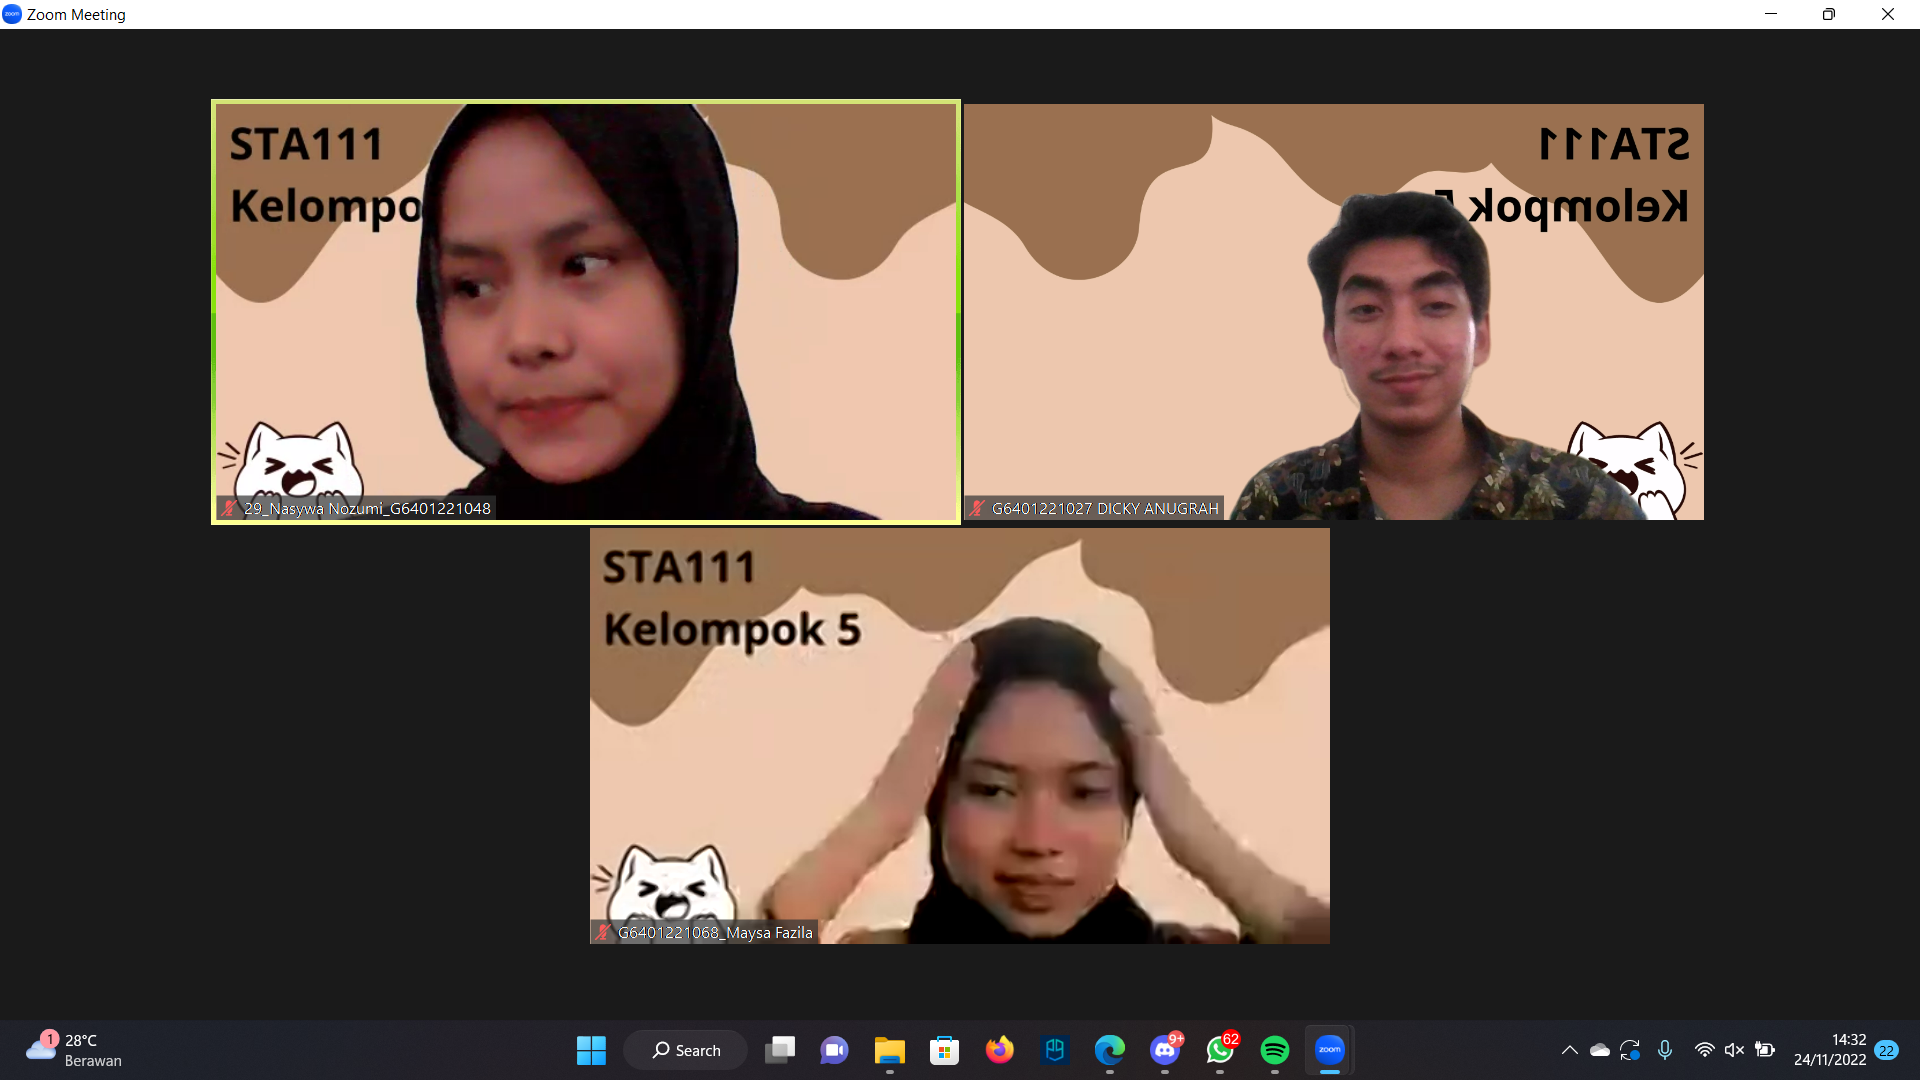 Zoom Meeting
STA111
Kelompo
29_Nasywa Nozumi_G6401221048
STA111
Kelompok 5
G6401221027 DICKY ANUGRAH
STA111
Kelompok 5
G6401221068_Maysa Fazila
1
28°C
Berawan
Search
9+
62
zoom
14:32
24/11/2022
22